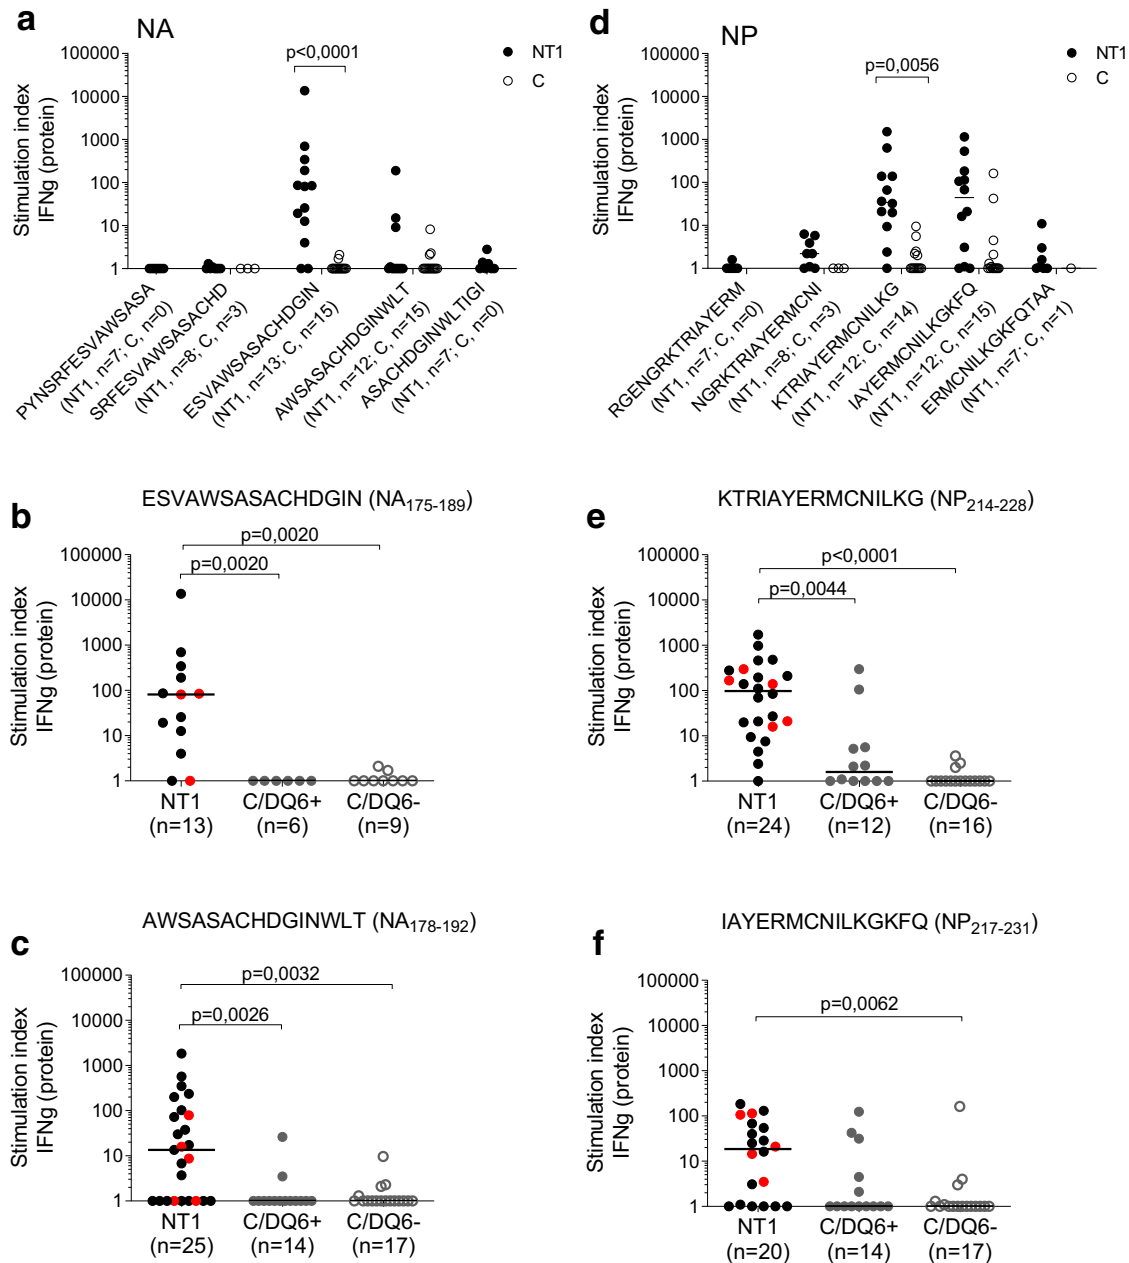 a
NA
p<0,0001
NT1
C
Stimulation index
IFNg (protein)
100000
10000
1000
100
10
1
PYNSRFESVAWSASA
(NT1, n=7; C, n=0)
SRFESVAWSASACHD
(NT1, n=8; C, n=3)
ESVAWSASACHDGIN
(NT1, n=13; C, n=15)
AWSASACHDGINWLT
(NT1, n=12; C, n=15)
ASACHDGINWLTIGI
(NT1, n=7; C, n=0)
d
NP
p=0,0056
NT1
C
Stimulation index
IFNg (protein)
100000
10000
1000
100
10
1
RGENGRKTRIAYERM
(NT1, n=7; C, n=0)
NGRKTRIAYERMCNI
(NT1, n=8; C, n=3)
KTRIAYERMCNILKG
(NT1, n=12; C, n=14)
IAYERMCNILKGKFQ
(NT1, n=12; C, n=15)
ERMCNILKGKFQTAA
(NT1, n=7; C, n=1)
b
ESVAWSASACHDGIN (NA175-189)
p=0,0020
p=0,0020
Stimulation index
IFNg (protein)
100000
10000
1000
100
10
1
NT1 C/DQ6+ C/DQ6-
(n=13) (n=6) (n=9)
e
KTRIAYERMCNILKG (NP214-228)
p<0,0001
p=0,0044
Stimulation index
IFNg (protein)
100000
10000
1000
100
10
1
NT1 C/DQ6+ C/DQ6-
(n=24) (n=12) (n=16)
c
AWSASACHDGINWLT (NA178-192)
p=0,0032
p=0,0026
Stimulation index
IFNg (protein)
100000
10000
1000
100
10
1
NT1 C/DQ6+ C/DQ6-
(n=25) (n=14) (n=17)
f
IAYERMCNILKGKFQ (NP217-231)
p=0,0062
Stimulation index
IFNg (protein)
100000
10000
1000
100
10
1
NT1 C/DQ6+ C/DQ6-
(n=20) (n=14) (n=17)